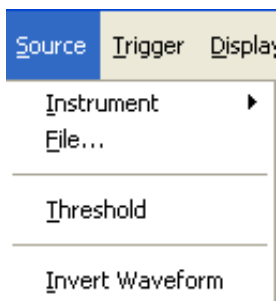 Source Trigger Display
Instrument
File...
Threshold
Invert Waveform